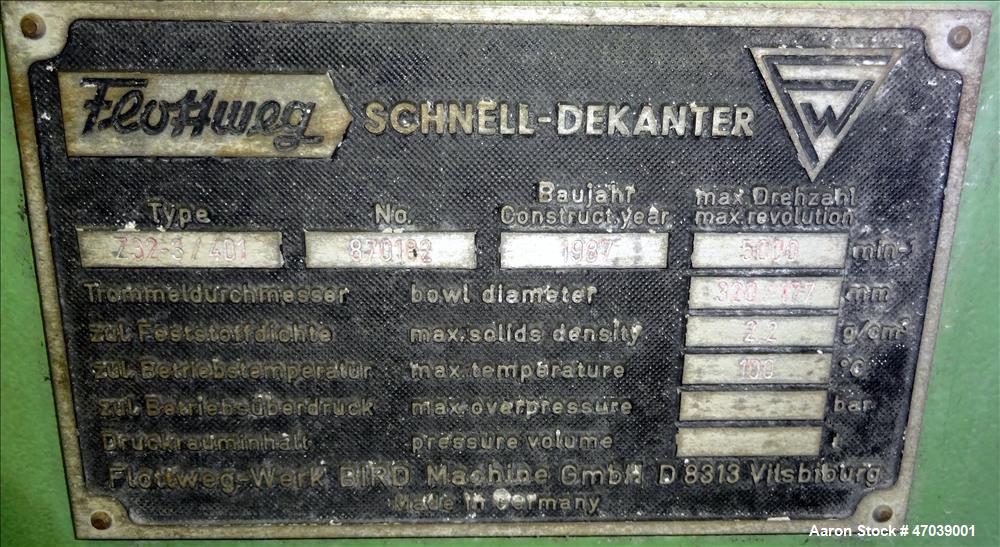 Flottweg SCHNELL-DEKANTER FW
Type No. Baujahr Construct. year max. Drehzahl max. revolution
Z32-3/401 870182 1987 5000 min-1
Trommeldurchmesser bowl diameter 320 mm
zul. Feststoffdichte max. solids density 2,2 g/cm³
zul. Betriebstemperatur max. temperature 100 °C
zul. Betriebsüberdruck max. overpressure bar
Druckrauminhalt pressure volume l
Flottweg-Werk BIRD Machine GmbH D 8313 Vilsbiburg
Made in Germany
Aaron Stock # 47039001